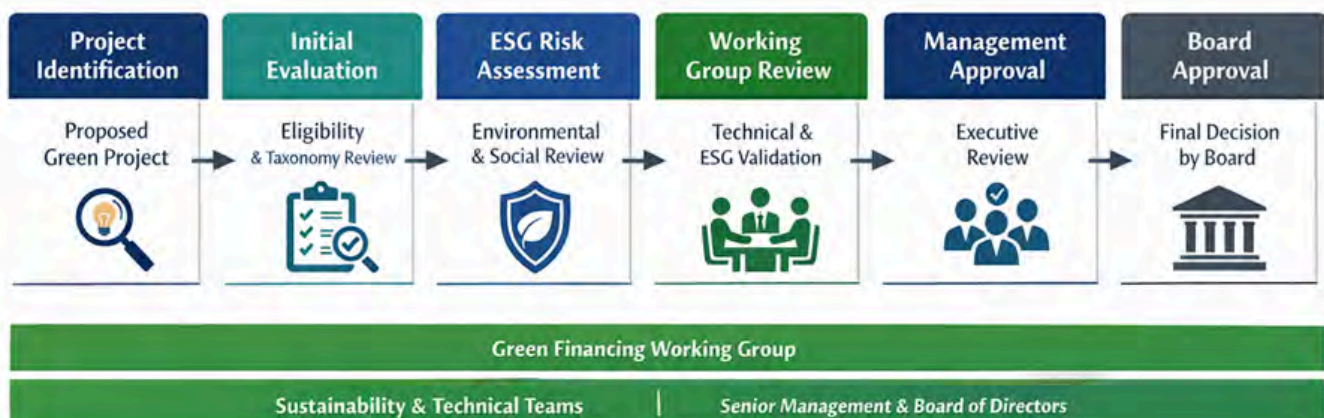 Project
Identification
Initial
Evaluation
ESG Risk
Assessment
Working
Group Review
Management
Approval
Board
Approval
Proposed
Green Project
Eligibility
& Taxonomy Review
Environmental
& Social Review
Technical &
ESG Validation
Executive
Review
Final Decision
by Board
Green Financing Working Group
Sustainability & Technical Teams | Senior Management & Board of Directors